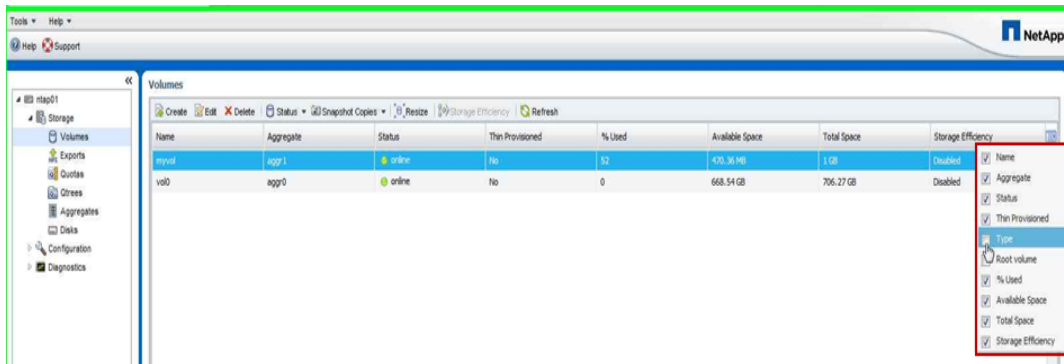 Tools Help
Help Support
NetApp
Volumes
Create Edit Delete Status Snapshot Copies Resize Storage Efficiency Refresh
Name Aggregate Status Thin Provisioned % Used Available Space Total Space Storage Efficiency
myvol aggr1 online No 52 470.36 MB 1 GB Disabled
vol0 aggr0 online No 0 668.54 GB 706.27 GB Disabled
ntap01
Storage
Volumes
Exports
Quotas
Qtrees
Aggregates
Disks
Configuration
Diagnostics
Name
Aggregate
Status
Thin Provisioned
Type
Root volume
% Used
Available Space
Total Space
Storage Efficiency